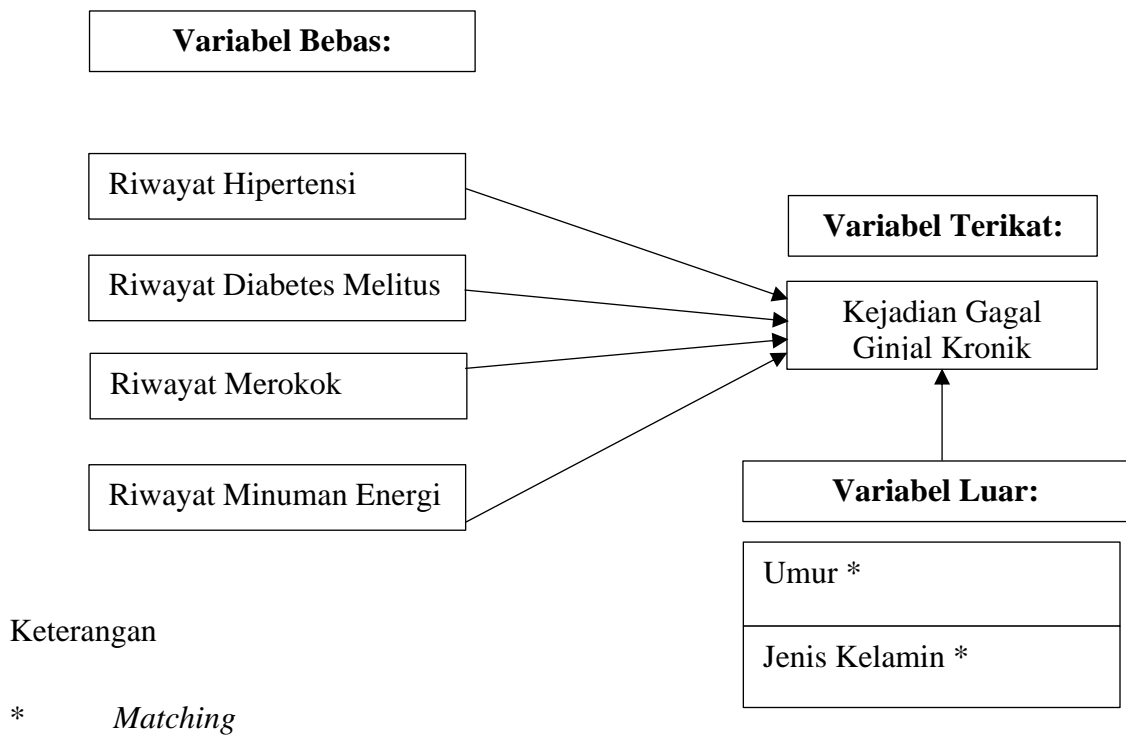 Variabel Bebas:
Riwayat Hipertensi
Riwayat Diabetes Melitus
Riwayat Merokok
Riwayat Minuman Energi
Variabel Terikat:
Kejadian Gagal
Ginjal Kronik
Variabel Luar:
Umur *
Jenis Kelamin *
Keterangan
* Matching